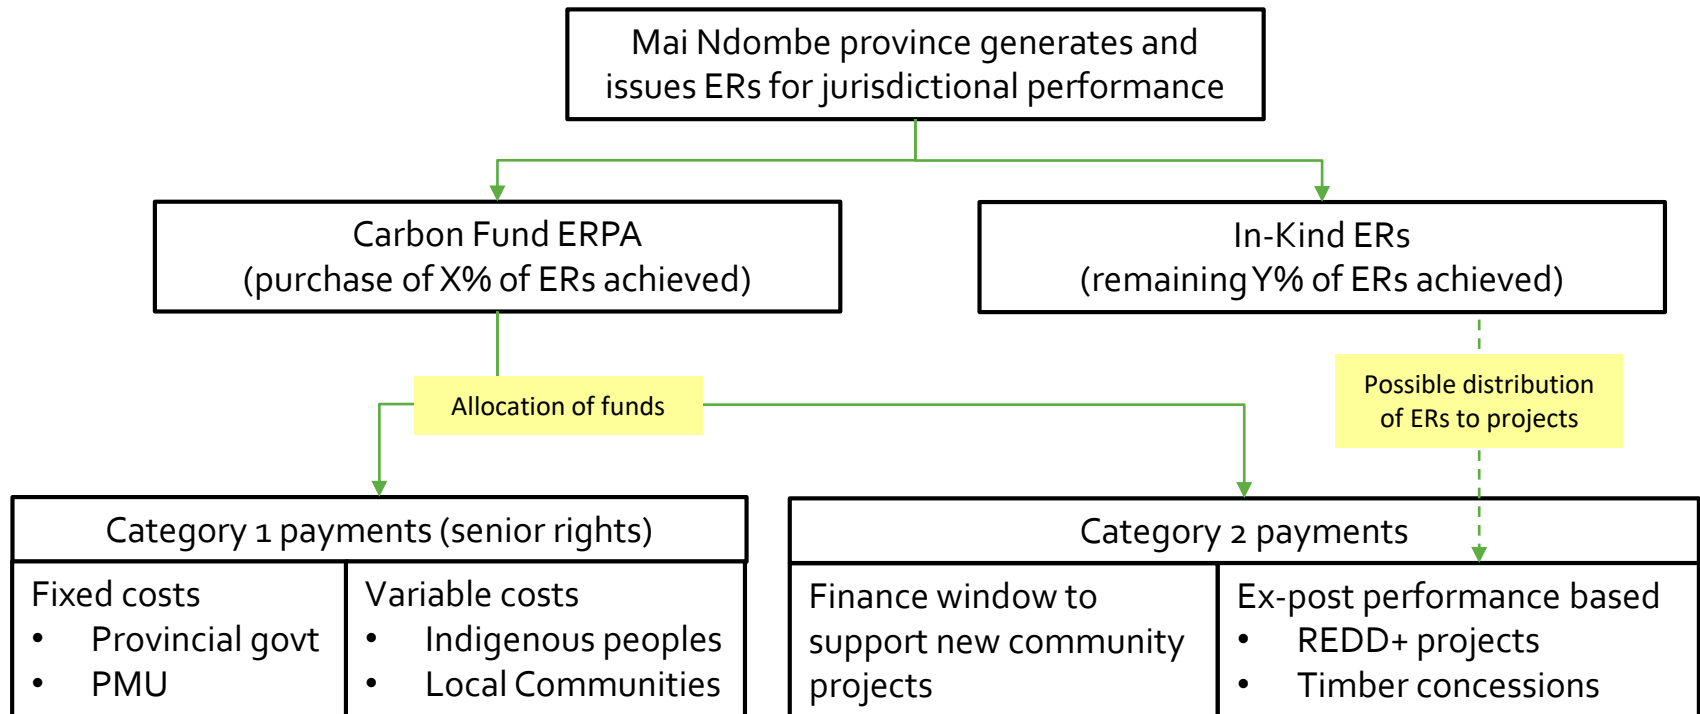 Mai Ndombe province generates and
issues ERs for jurisdictional performance
Carbon Fund ERPA
(purchase of X% of ERs achieved)
In-Kind ERs
(remaining Y% of ERs achieved)
Allocation of funds
Possible distribution
of ERs to projects
Category 1 payments (senior rights)
Fixed costs
• Provincial govt
• PMU
Variable costs
• Indigenous peoples
• Local Communities
Category 2 payments
Finance window to
support new community
projects
Ex-post performance based
• REDD+ projects
• Timber concessions